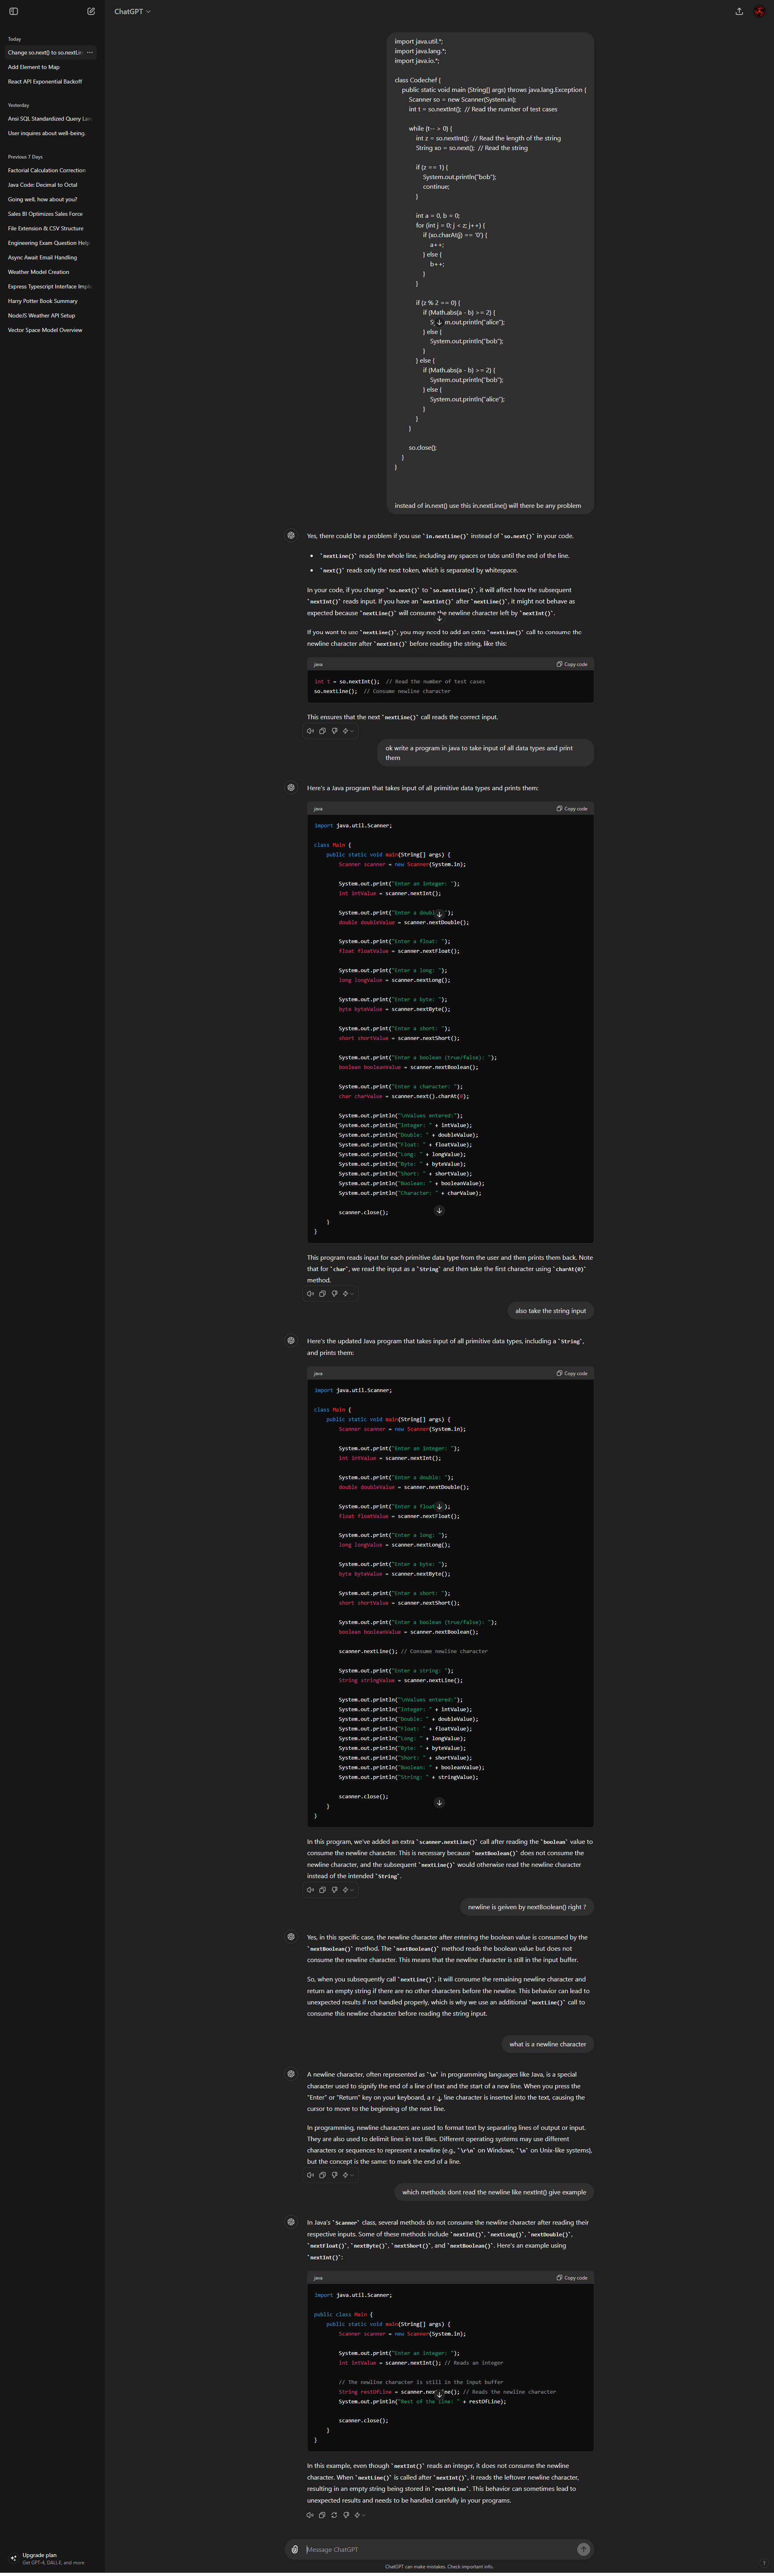 ChatGPT
Today
Change so.next() to so.nextLin
Add Element to Map
React API Exponential Backoff
Yesterday
Ansi SQL Standardized Query Lan
User inquires about well-being.
Previous 7 Days
Factorial Calculation Correction
Java Code: Decimal to Octal
Going well, how about you?
Sales BI Optimizes Sales Force
File Extension & CSV Structure
Engineering Exam Question Help
Async Await Email Handling
Weather Model Creation
Express Typescript Interface Imple
Harry Potter Book Summary
NodeJS Weather API Setup
Vector Space Model Overview
Upgrade plan
Get GPT-4, DALL·E, and more
import java.util.*;
import java.lang.*;
import java.io.*;
class Codechef {
public static void main (String[] args) throws java.lang.Exception {
Scanner so = new Scanner(System.in);
int t = so.nextInt();  // Read the number of test cases
while (t-- > 0) {
int z = so.nextInt();  // Read the length of the string
String xo = so.next();  // Read the string
if (z == 1) {
System.out.println("bob");
continue;
}
int a = 0, b = 0;
for (int j = 0; j < z; j++) {
if (xo.charAt(j) == '0') {
a++;
} else {
b++;
}
}
if (z % 2 == 0) {
if (Math.abs(a - b) >= 2) {
System.out.println("alice");
} else {
System.out.println("bob");
}
} else {
if (Math.abs(a - b) >= 2) {
System.out.println("bob");
} else {
System.out.println("alice");
}
}
}
so.close();
}
}
instead of in.next() use this in.nextLine() will there be any problem
Yes, there could be a problem if you use `in.nextLine()` instead of `so.next()` in your code.
• `nextLine()` reads the whole line, including any spaces or tabs until the end of the line.
• `next()` reads only the next token, which is separated by whitespace.
In your code, if you change `so.next()` to `so.nextLine()`, it will affect how the subsequent
`nextInt()` reads input. If you have an `nextInt()` after `nextLine()`, it might not behave as
expected because `nextLine()` will consume the newline character left by `nextInt()`.
If you want to use `nextLine()`, you may need to add an extra `nextLine()` call to consume the
newline character after `nextInt()` before reading the string, like this:
java
Copy code
int t = so.nextInt();  // Read the number of test cases
so.nextLine();  // Consume newline character
This ensures that the next `nextLine()` call reads the correct input.
ok write a program in java to take input of all data types and print
them
Here's a Java program that takes input of all primitive data types and prints them:
java
Copy code
import java.util.Scanner;
class Main {
public static void main(String[] args) {
Scanner scanner = new Scanner(System.in);
System.out.print("Enter an integer: ");
int intValue = scanner.nextInt();
System.out.print("Enter a double: ");
double doubleValue = scanner.nextDouble();
System.out.print("Enter a float: ");
float floatValue = scanner.nextFloat();
System.out.print("Enter a long: ");
long longValue = scanner.nextLong();
System.out.print("Enter a byte: ");
byte byteValue = scanner.nextByte();
System.out.print("Enter a short: ");
short shortValue = scanner.nextShort();
System.out.print("Enter a boolean (true/false): ");
boolean booleanValue = scanner.nextBoolean();
System.out.print("Enter a character: ");
char charValue = scanner.next().charAt(0);
System.out.println("\nValues entered:");
System.out.println("Integer: " + intValue);
System.out.println("Double: " + doubleValue);
System.out.println("Float: " + floatValue);
System.out.println("Long: " + longValue);
System.out.println("Byte: " + byteValue);
System.out.println("Short: " + shortValue);
System.out.println("Boolean: " + booleanValue);
System.out.println("Character: " + charValue);
scanner.close();
}
}
This program reads input for each primitive data type from the user and then prints them back. Note
that for `char`, we read the input as a `String` and then take the first character using `charAt(0)`
method.
also take the string input
Here's the updated Java program that takes input of all primitive data types, including a `String`,
and prints them:
java
Copy code
import java.util.Scanner;
class Main {
public static void main(String[] args) {
Scanner scanner = new Scanner(System.in);
System.out.print("Enter an integer: ");
int intValue = scanner.nextInt();
System.out.print("Enter a double: ");
double doubleValue = scanner.nextDouble();
System.out.print("Enter a float: ");
float floatValue = scanner.nextFloat();
System.out.print("Enter a long: ");
long longValue = scanner.nextLong();
System.out.print("Enter a byte: ");
byte byteValue = scanner.nextByte();
System.out.print("Enter a short: ");
short shortValue = scanner.nextShort();
System.out.print("Enter a boolean (true/false): ");
boolean booleanValue = scanner.nextBoolean();
scanner.nextLine(); // Consume newline character
System.out.print("Enter a string: ");
String stringValue = scanner.nextLine();
System.out.println("\nValues entered:");
System.out.println("Integer: " + intValue);
System.out.println("Double: " + doubleValue);
System.out.println("Float: " + floatValue);
System.out.println("Long: " + longValue);
System.out.println("Byte: " + byteValue);
System.out.println("Short: " + shortValue);
System.out.println("Boolean: " + booleanValue);
System.out.println("String: " + stringValue);
scanner.close();
}
}
In this program, we've added an extra `scanner.nextLine()` call after reading the `boolean` value to
consume the newline character. This is necessary because `nextBoolean()` does not consume the
newline character, and the subsequent `nextLine()` would otherwise read the newline character
instead of the intended `String`.
newline is geiven by nextBoolean() right ?
Yes, in this specific case, the newline character after entering the boolean value is consumed by the
`nextBoolean()` method. The `nextBoolean()` method reads the boolean value but does not
consume the newline character. This means that the newline character is still in the input buffer.
So, when you subsequently call `nextLine()`, it will consume the remaining newline character and
return an empty string if there are no other characters before the newline. This behavior can lead to
unexpected results if not handled properly, which is why we use an additional `nextLine()` call to
consume this newline character before reading the string input.
what is a newline character
A newline character, often represented as `\n` in programming languages like Java, is a special
character used to signify the end of a line of text and the start of a new line. When you press the
"Enter" or "Return" key on your keyboard, a newline character is inserted into the text, causing the
cursor to move to the beginning of the next line.
In programming, newline characters are used to format text by separating lines of output or input.
They are also used to delimit lines in text files. Different operating systems may use different
characters or sequences to represent a newline (e.g., `\r\n` on Windows, `\n` on Unix-like systems),
but the concept is the same: to mark the end of a line.
which methods dont read the newline like nextInt() give example
In Java's `Scanner` class, several methods do not consume the newline character after reading their
respective inputs. Some of these methods include `nextInt()`, `nextLong()`, `nextDouble()`,
`nextFloat()`, `nextByte()`, `nextShort()`, and `nextBoolean()`. Here's an example using
`nextInt()`:
java
Copy code
import java.util.Scanner;
public class Main {
public static void main(String[] args) {
Scanner scanner = new Scanner(System.in);
System.out.print("Enter an integer: ");
int intValue = scanner.nextInt(); // Reads an integer
// The newline character is still in the input buffer
String restOfLine = scanner.nextLine(); // Reads the newline character
System.out.println("Rest of the line: " + restOfLine);
scanner.close();
}
}
In this example, even though `nextInt()` reads an integer, it does not consume the newline
character. When `nextLine()` is called after `nextInt()`, it reads the leftover newline character,
resulting in an empty string being stored in `restOfLine`. This behavior can sometimes lead to
unexpected results and needs to be handled carefully in your programs.
Message ChatGPT
ChatGPT can make mistakes. Check important info.
?